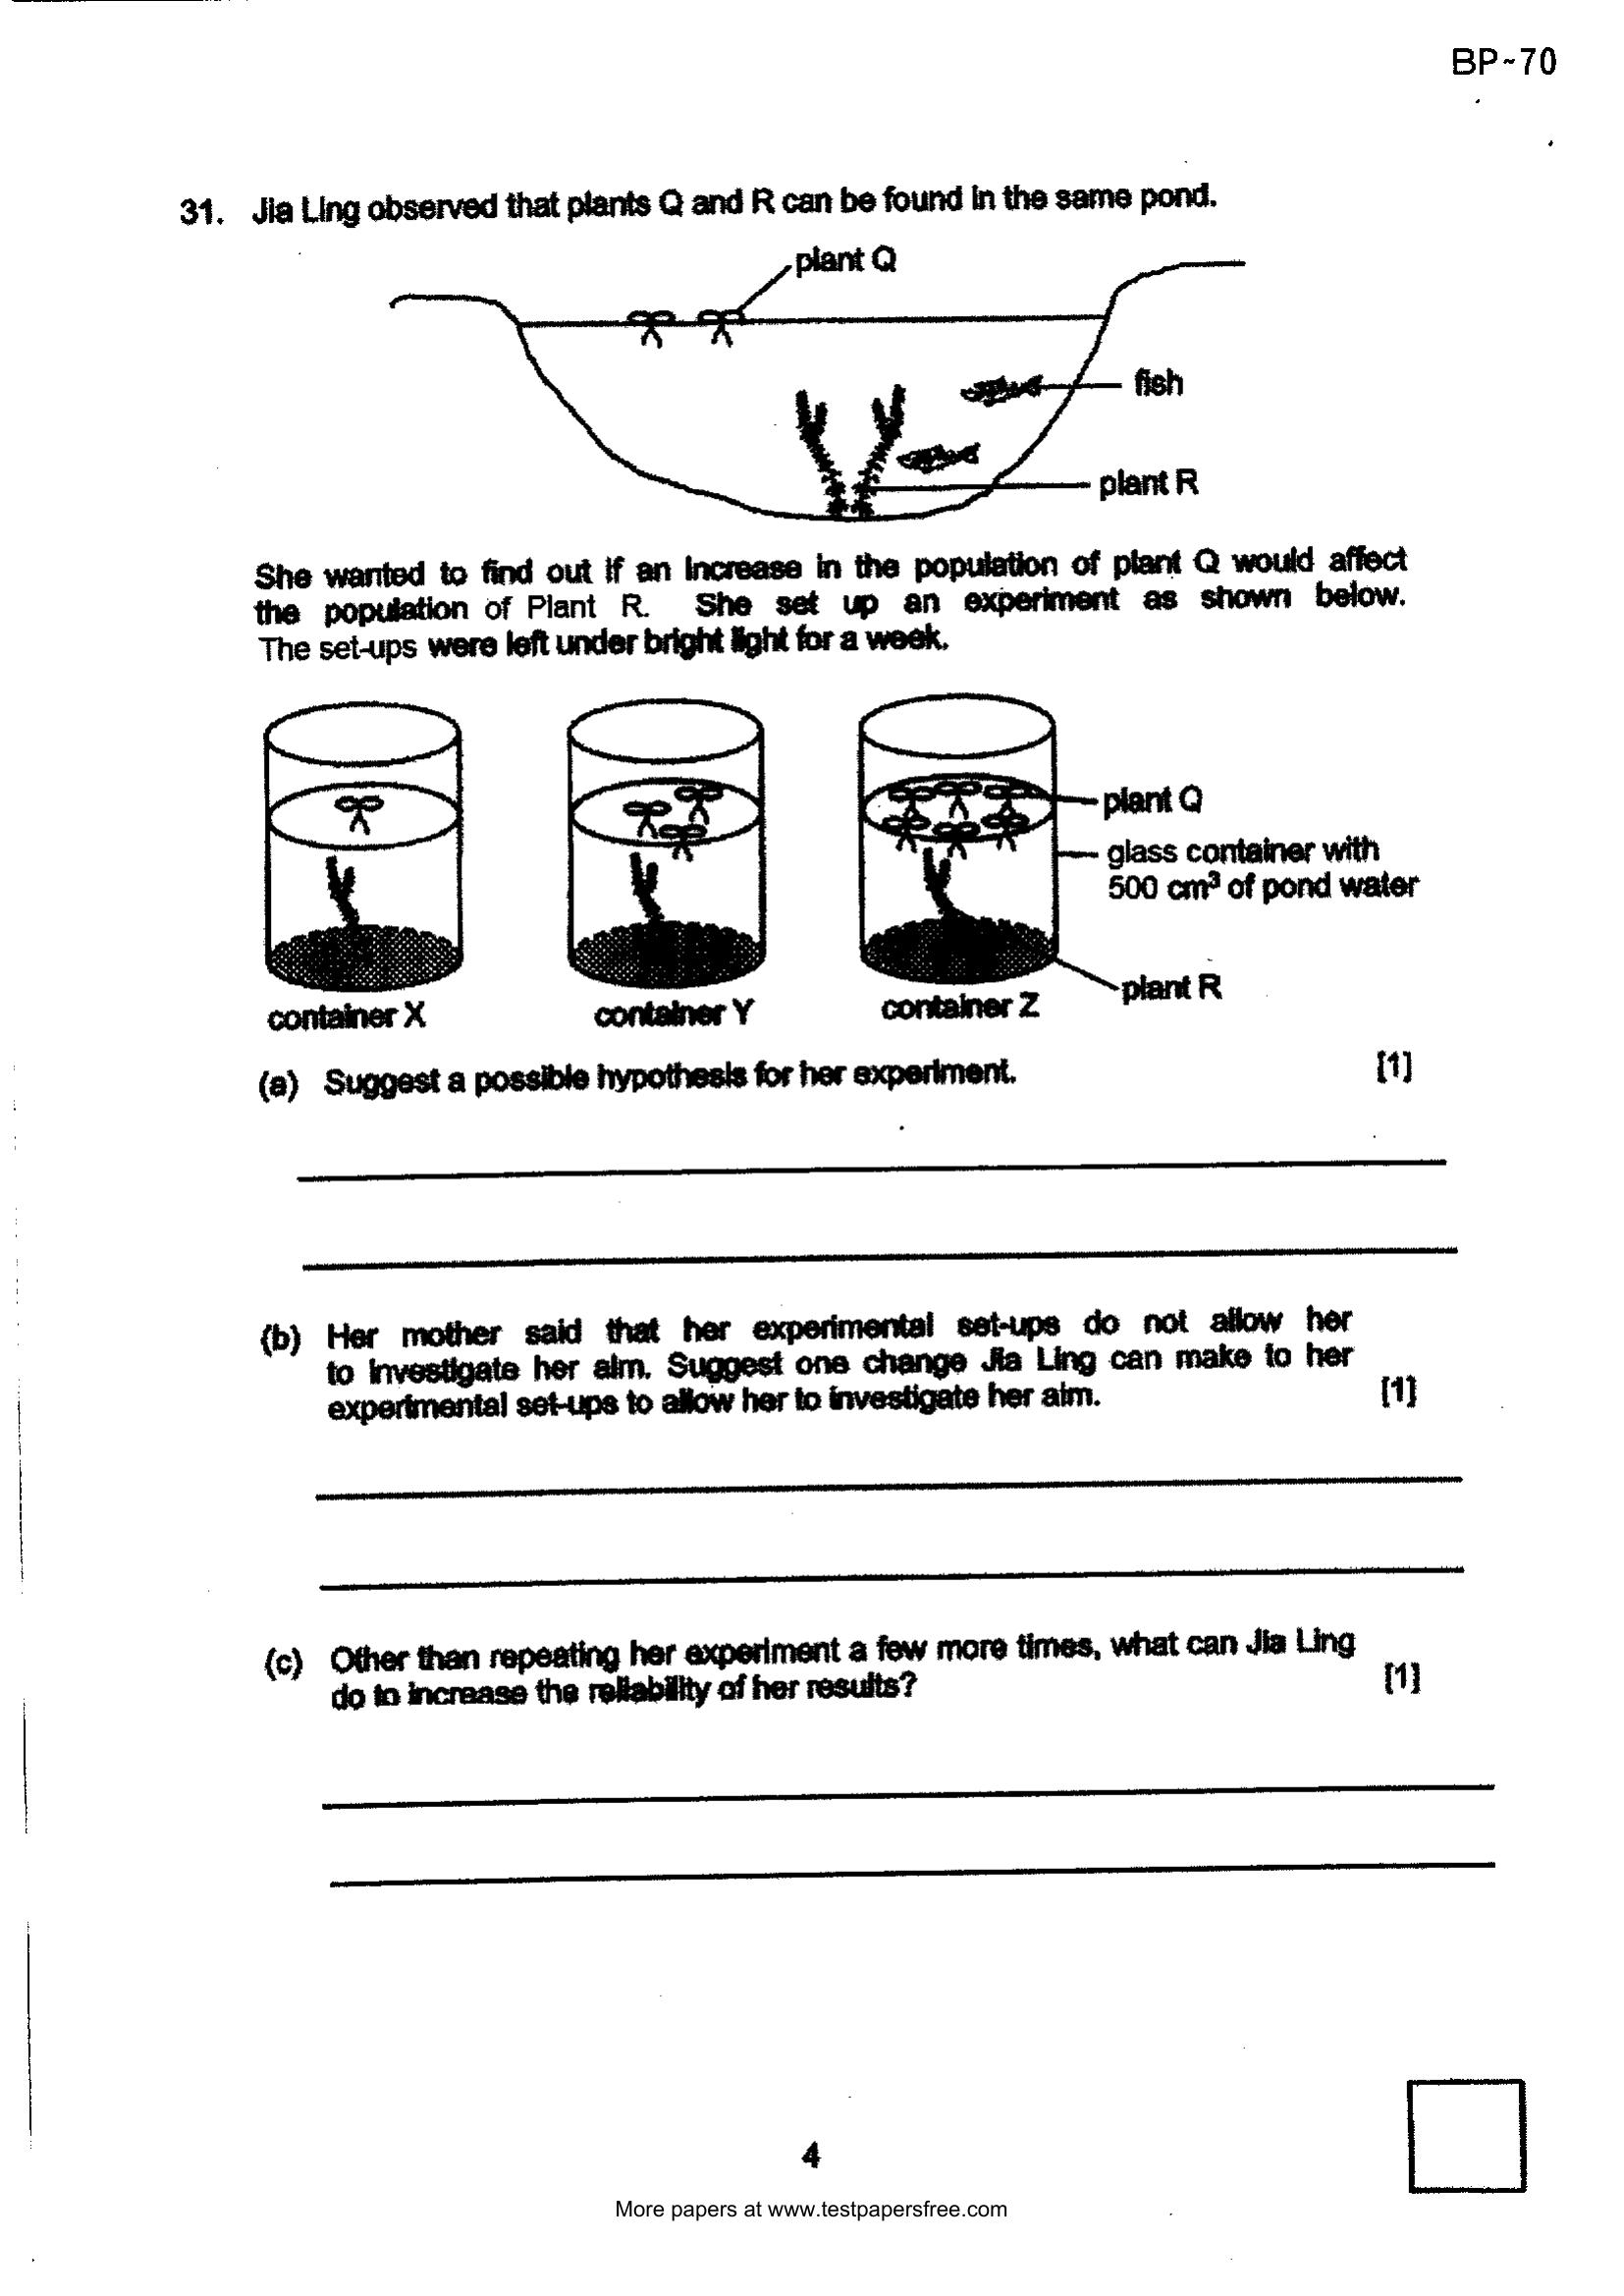 BP~70
31. Jia Ling observed that plants Q and R can be found in the same pond.
plant Q
fish
plant R
She wanted to find out if an increase in the population of plant Q would affect
the population of Plant R. She set up an experiment as shown below.
The set-ups were left under bright light for a week.
plant Q
glass container with
500 cm³ of pond water
plant R
container X
container Y
container Z
(a) Suggest a possible hypothesis for her experiment. [1]
(b) Her mother said that her experimental set-ups do not allow her
to investigate her aim. Suggest one change Jia Ling can make to her
experimental set-ups to allow her to investigate her aim. [1]
(c) Other than repeating her experiment a few more times, what can Jia Ling
do to increase the reliability of her results? [1]
4
More papers at www.testpapersfree.com